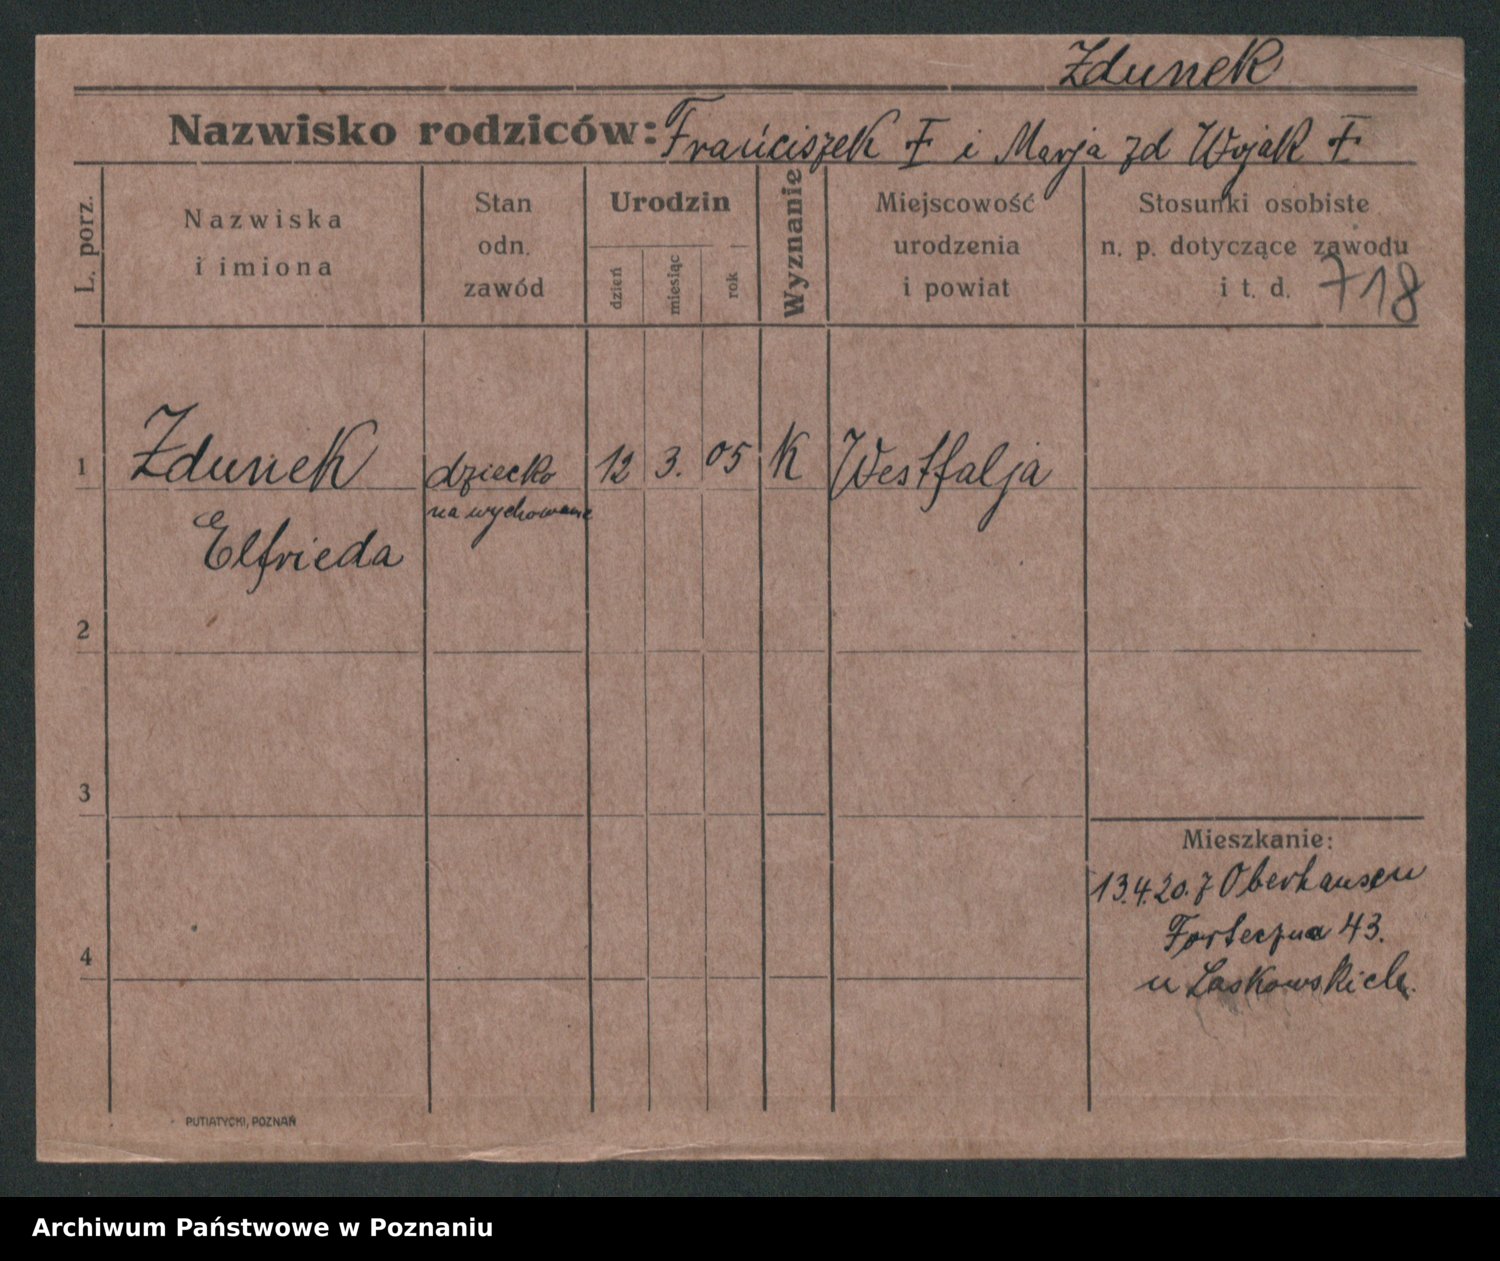 Zdunek
Nazwisko rodziców: Franciszek Ŧ i Marja zd Wojak Ŧ
L. porz.
Nazwiska
i imiona
Stan
odn.
zawód
Urodzin
dzień
miesiąc
rok
Wyznanie
Miejscowość
urodzenia
i powiat
Stosunki osobiste
n. p. dotyczące zawodu
i t. d. 718
1 Zdunek dziecko 12 3. 05 K Westfalja
na wychowanie
Elfrieda
2
3
4
Mieszkanie:
13.4.20. z Oberhausen
Forteczna 43.
u Laskowskich.
PUTIATYCKI, POZNAŃ
Archiwum Państwowe w Poznaniu